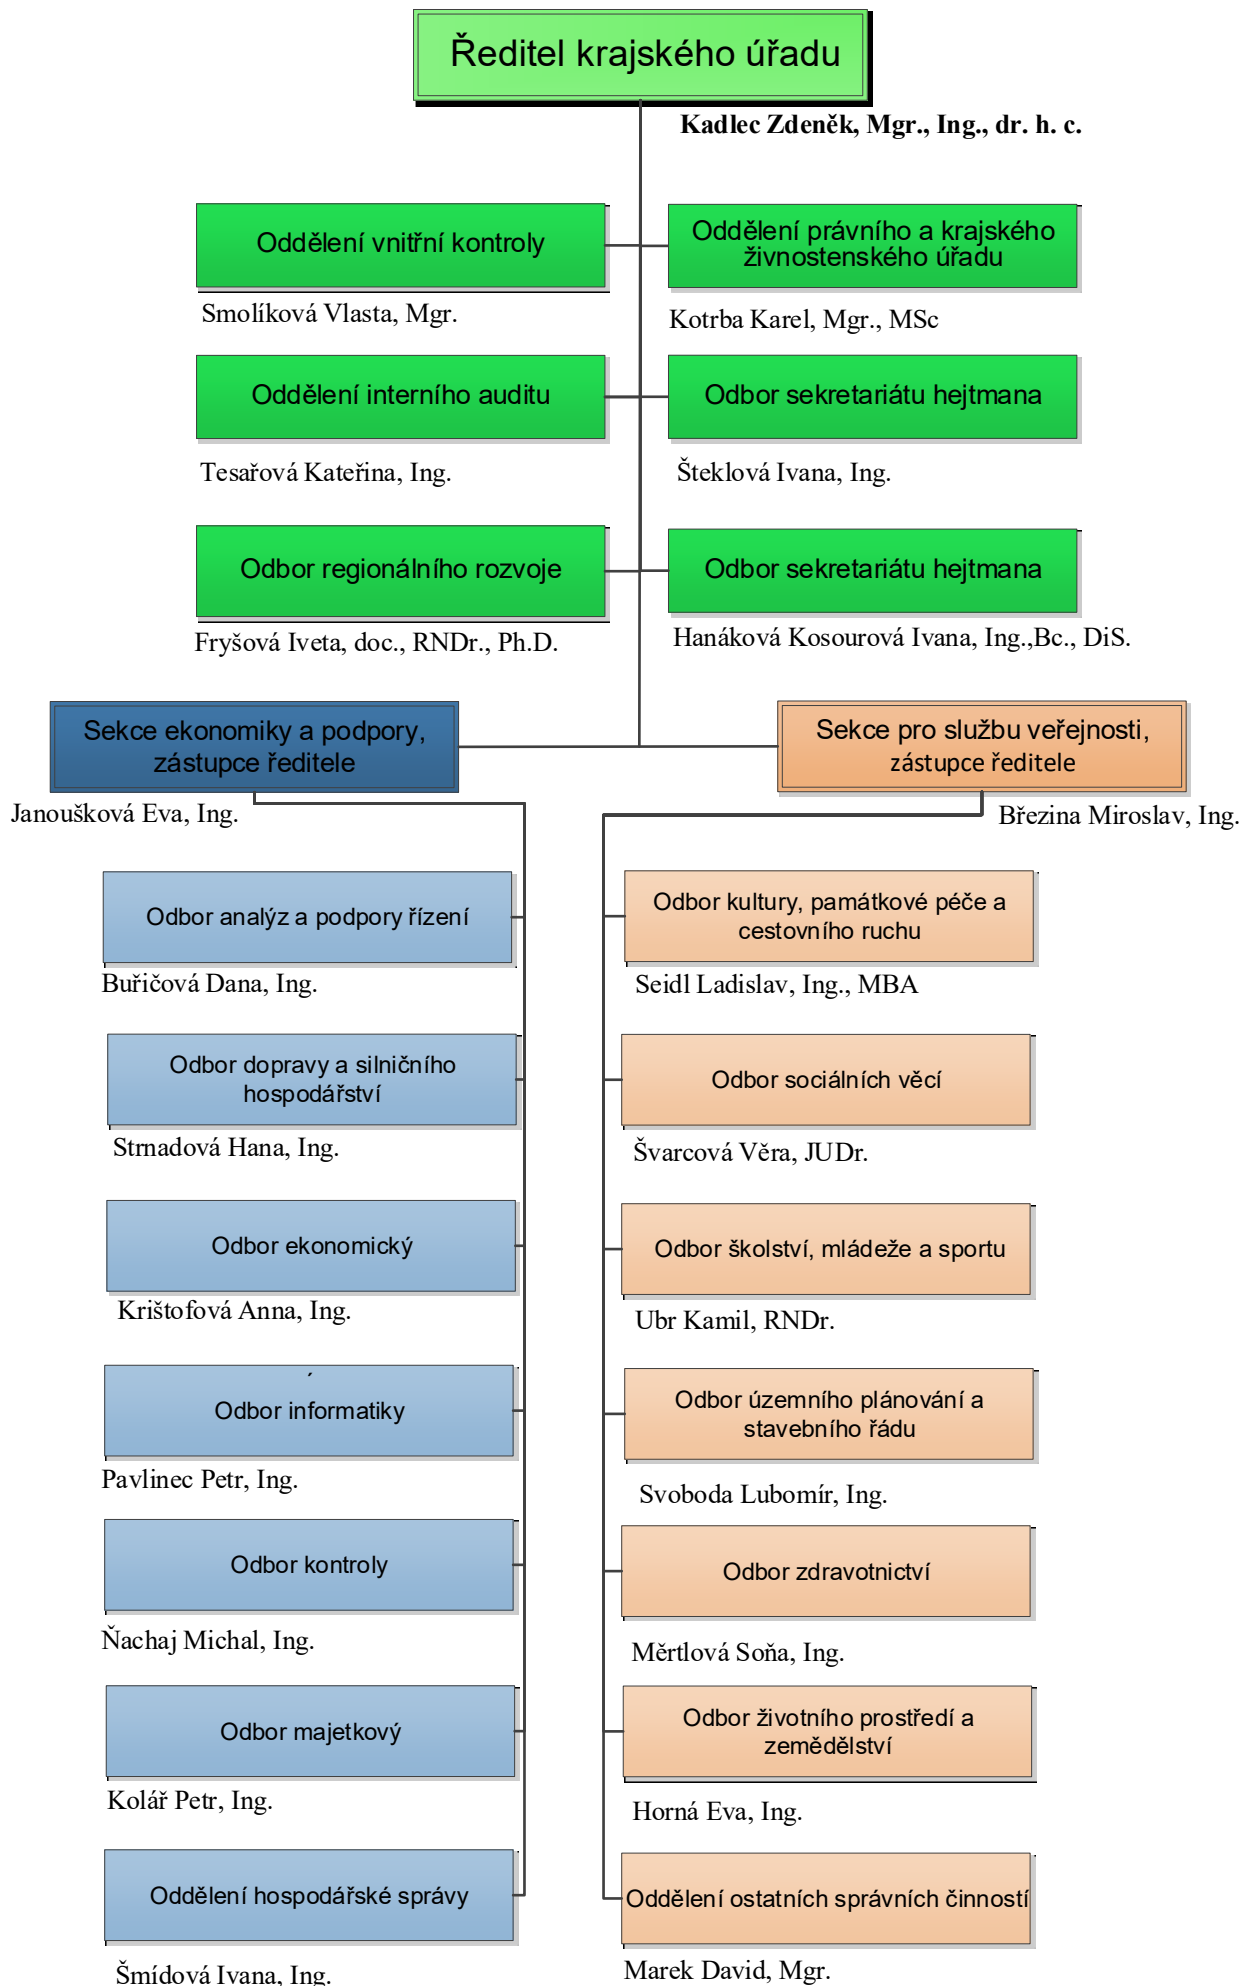 Ředitel krajského úřadu
Kadlec Zdeněk, Mgr., Ing., dr. h. c.
Oddělení vnitřní kontroly
Smolíková Vlasta, Mgr.
Oddělení právního a krajského
živnostenského úřadu
Kotrba Karel, Mgr., MSc
Oddělení interního auditu
Tesařová Kateřina, Ing.
Odbor sekretariátu hejtmana
Šteklová Ivana, Ing.
Odbor regionálního rozvoje
Fryšová Iveta, doc., RNDr., Ph.D.
Odbor sekretariátu hejtmana
Hanáková Kosourová Ivana, Ing.,Bc., DiS.
Sekce ekonomiky a podpory,
zástupce ředitele
Janoušková Eva, Ing.
Sekce pro službu veřejnosti,
zástupce ředitele
Březina Miroslav, Ing.
Odbor analýz a podpory řízení
Buřičová Dana, Ing.
Odbor dopravy a silničního
hospodářství
Strnadová Hana, Ing.
Odbor ekonomický
Krištofová Anna, Ing.
Odbor informatiky
Pavlinec Petr, Ing.
Odbor kontroly
Ňachaj Michal, Ing.
Odbor majetkový
Kolář Petr, Ing.
Oddělení hospodářské správy
Šmídová Ivana, Ing.
Odbor kultury, památkové péče a
cestovního ruchu
Seidl Ladislav, Ing., MBA
Odbor sociálních věcí
Švarcová Věra, JUDr.
Odbor školství, mládeže a sportu
Ubr Kamil, RNDr.
Odbor územního plánování a
stavebního řádu
Svoboda Lubomír, Ing.
Odbor zdravotnictví
Měrtlová Soňa, Ing.
Odbor životního prostředí a
zemědělství
Horná Eva, Ing.
Oddělení ostatních správních činností
Marek David, Mgr.